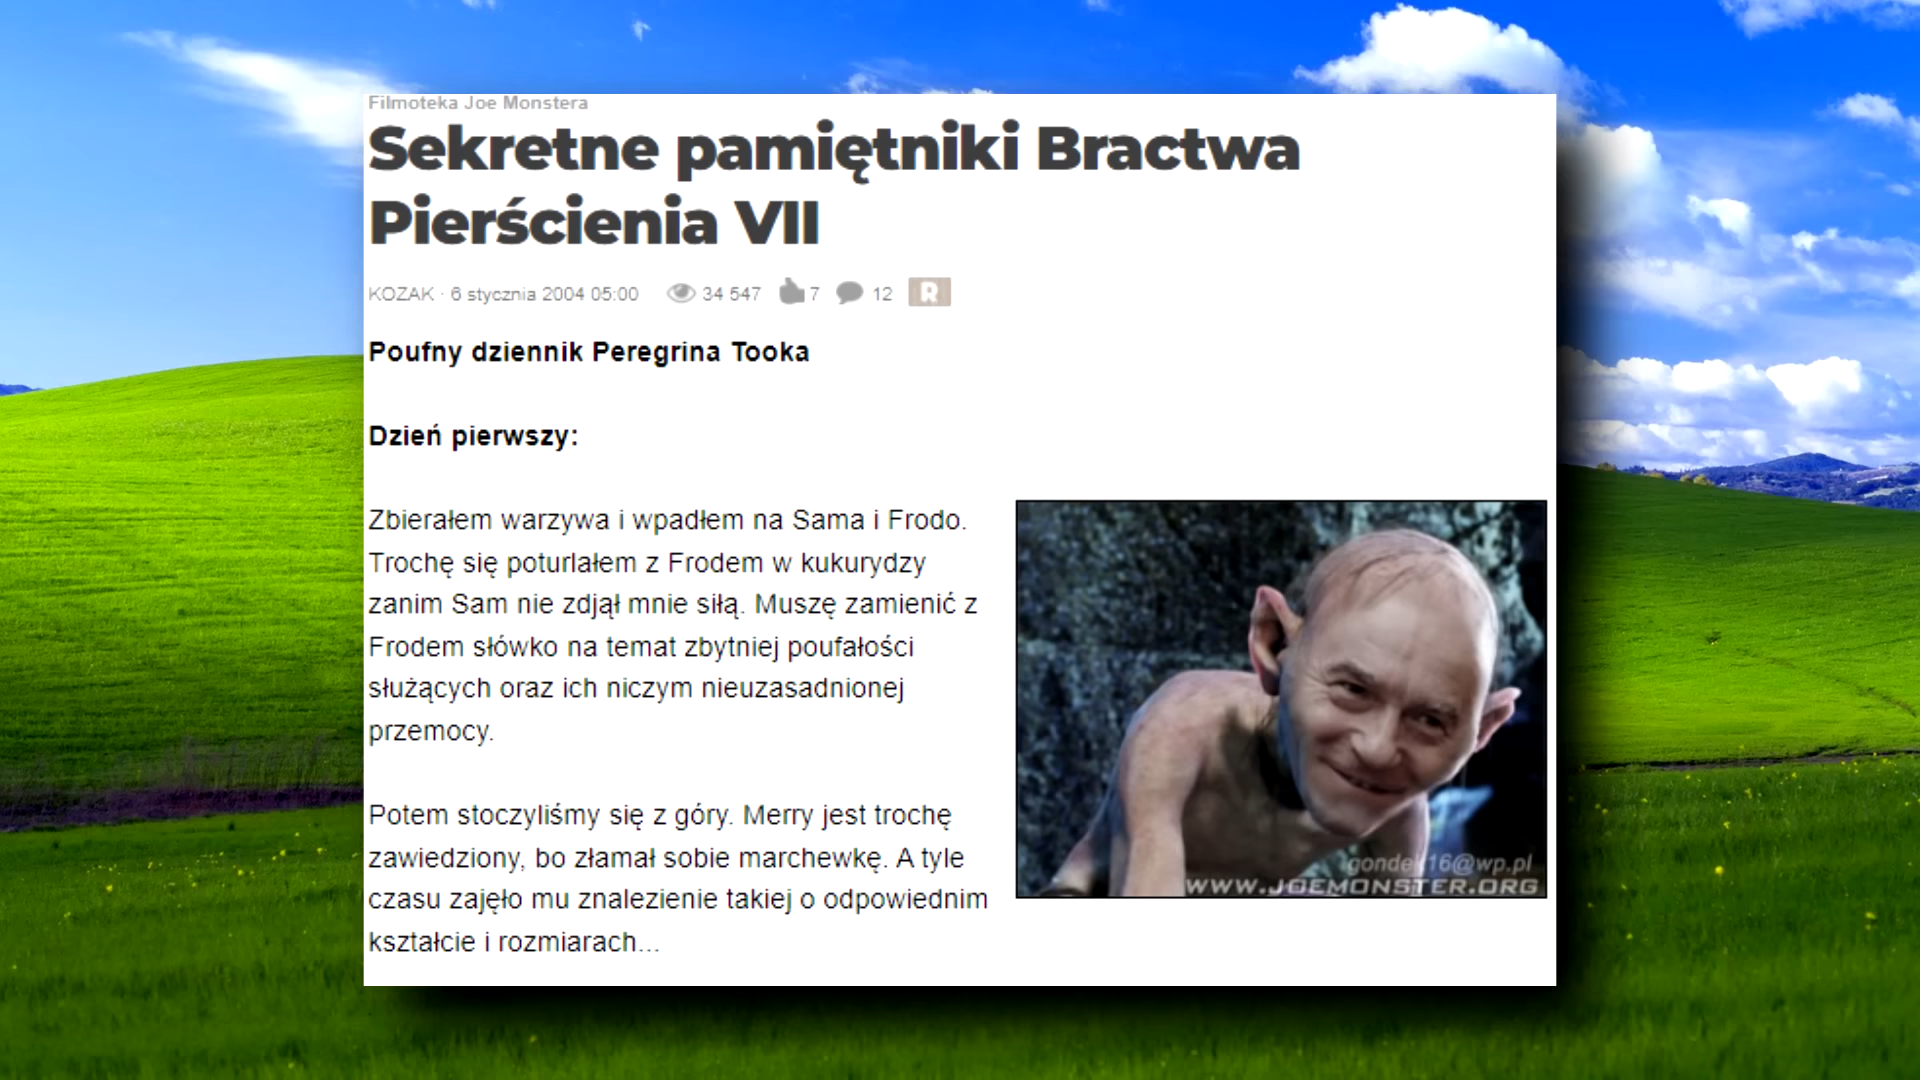 Filmoteka Joe Monstera
Sekretne pamiętniki Bractwa
Pierścienia VII
KOZAK · 6 stycznia 2004 05:00 34 547 7 12 R
Poufny dziennik Peregrina Tooka
Dzień pierwszy:
Zbierałem warzywa i wpadłem na Sama i Frodo.
Trochę się poturlałem z Frodem w kukurydzy
zanim Sam nie zdjął mnie siłą. Muszę zamienić z
Frodem słówko na temat zbytniej poufałości
służących oraz ich niczym nieuzasadnionej
przemocy.
Potem stoczyliśmy się z góry. Merry jest trochę
zawiedziony, bo złamał sobie marchewkę. A tyle
czasu zajęło mu znalezienie takiej o odpowiednim
kształcie i rozmiarach...
gondek16@wp.pl
WWW.JOEMONSTER.ORG